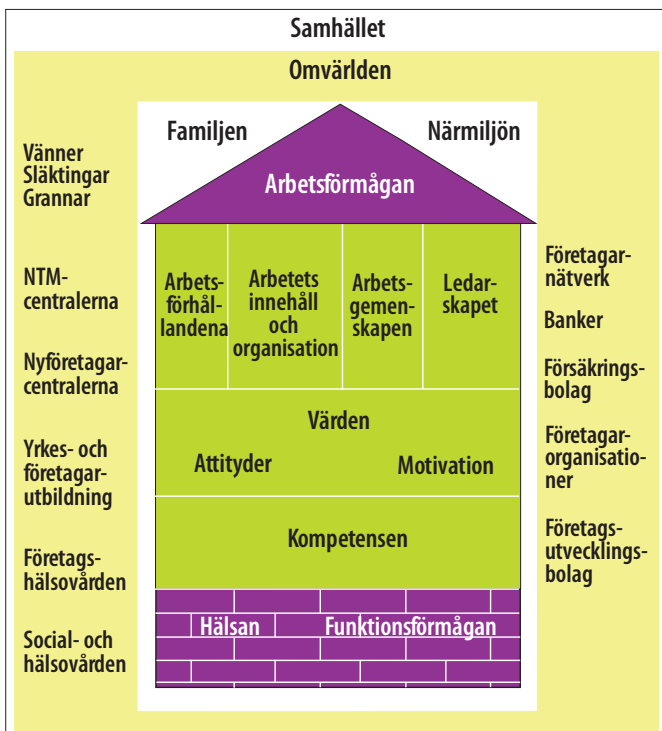 Samhället
Omvärlden
Familjen
Närmiljön
Arbetsförmågan
Vänner
Släktingar
Grannar
NTM-
centralerna
Nyföretagar-
centralerna
Yrkes- och
företagar-
utbildning
Företags-
hälsovården
Social- och
hälsovården
Arbets-
förhål-
landena
Arbetets
innehåll
och
organisation
Arbets-
gemen-
skapen
Ledar-
skapet
Värden
Attityder
Motivation
Kompetensen
Hälsan
Funktionsförmågan
Företagar-
nätverk
Banker
Försäkrings-
bolag
Företagar-
organisatio-
ner
Företags-
utvecklings-
bolag